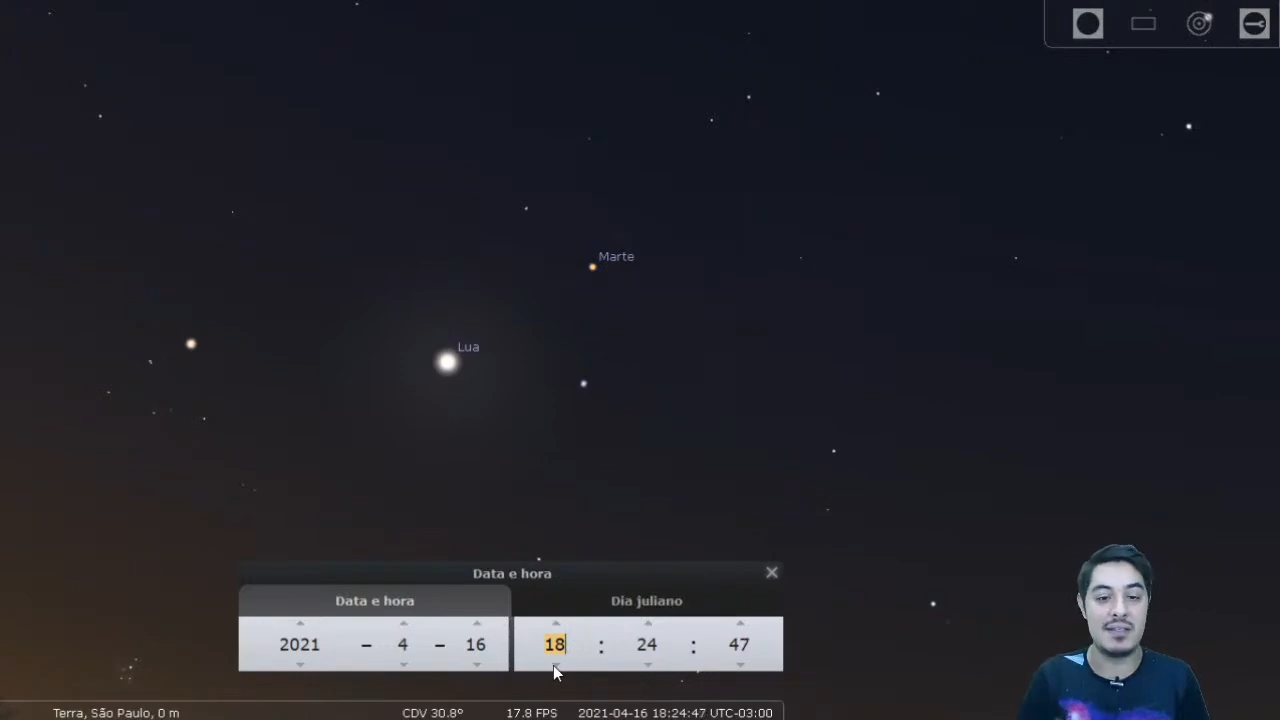 Marte
Lua
Data e hora
Data e hora
Dia juliano
2021 - 4 - 16
18 : 24 : 47
Terra, São Paulo, 0 m
CDV 30.8º
17.8 FPS
2021-04-16 18:24:47 UTC-03:00